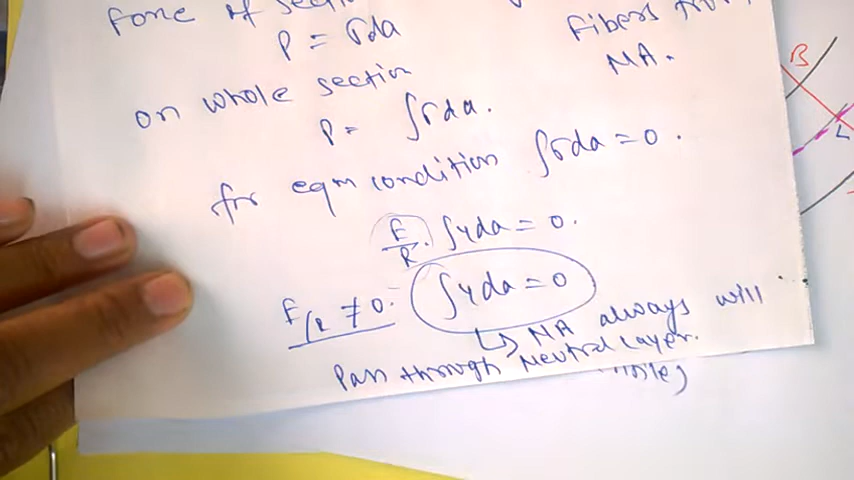 Force of section
P = σda
Fibers from
NA.
on whole section
P = ∫σda.
for eqm condition ∫σda = 0.
E/R . ∫yda = 0.
E/R ≠ 0. ∫yda = 0
↳ NA always will
Pass through Neutral layer.
B